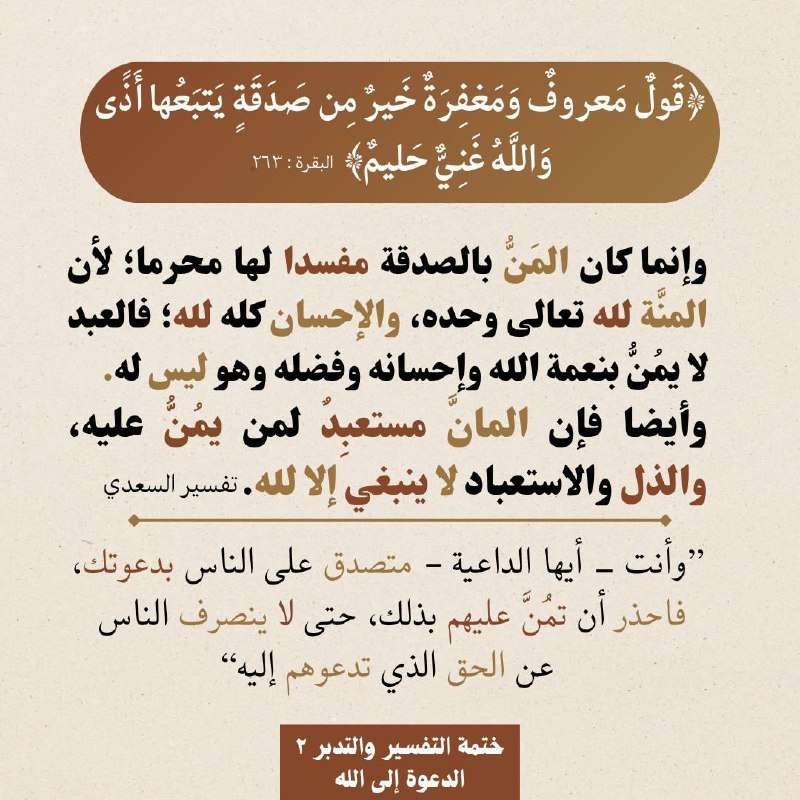 ﴿قَولٌ مَعروفٌ وَمَغفِرَةٌ خَيرٌ مِن صَدَقَةٍ يَتبَعُها أَذًى
وَاللَّهُ غَنِيٌّ حَليمٌ﴾ البقرة : ٢٦٣
وإنما كان المَنُّ بالصدقة مفسدا لها محرما؛ لأن
المنَّة لله تعالى وحده، والإحسان كله لله؛ فالعبد
لا يمُنُّ بنعمة الله وإحسانه وفضله وهو ليس له.
وأيضا فإن المانَّ مستعبِدٌ لمن يمُنُّ عليه،
والذل والاستعباد لا ينبغي إلا لله. تفسير السعدي
”وأنت – أيها الداعية – متصدق على الناس بدعوتك،
فاحذر أن تمُنَّ عليهم بذلك، حتى لا ينصرف الناس
عن الحق الذي تدعوهم إليه“
ختمة التفسير والتدبر ٢
الدعوة إلى الله